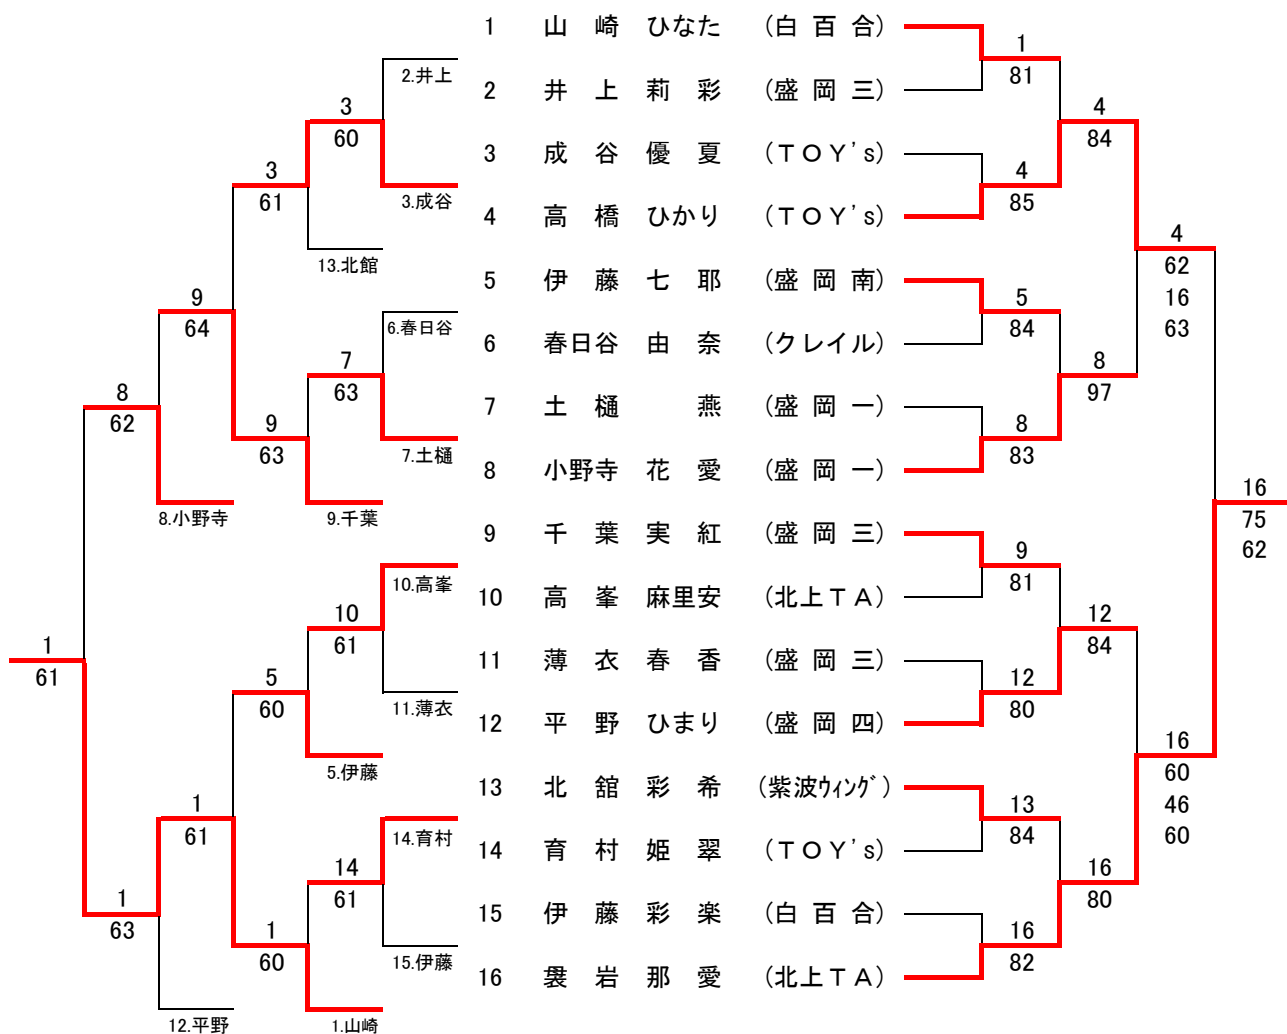 1 山 崎 ひなた (白 百 合)
2 井 上 莉 彩 (盛 岡 三)
3 成 谷 優 夏 (ＴＯＹ's)
4 高 橋 ひかり (ＴＯＹ's)
5 伊 藤 七 耶 (盛 岡 南)
6 春日谷 由 奈 (クレイル)
7 土 樋 燕 (盛 岡 一)
8 小野寺 花 愛 (盛 岡 一)
9 千 葉 実 紅 (盛 岡 三)
10 高 峯 麻里安 (北上ＴＡ)
11 薄 衣 春 香 (盛 岡 三)
12 平 野 ひまり (盛 岡 四)
13 北 舘 彩 希 (紫波ｳｨﾝｸﾞ)
14 育 村 姫 翠 (ＴＯＹ's)
15 伊 藤 彩 楽 (白 百 合)
16 袰 岩 那 愛 (北上ＴＡ)
2.井上
3
60
3.成谷
3
61
13.北館
6.春日谷
7
63
7.土樋
9
63
9.千葉
9
64
8
62
8.小野寺
1
61
10.高峯
10
61
11.薄衣
5
60
5.伊藤
14.育村
14
61
15.伊藤
1
60
1.山崎
1
61
1
63
12.平野
1
81
4
85
5
84
8
83
9
81
12
80
13
84
16
82
4
84
8
97
12
84
16
80
4
62
16
63
16
60
46
60
16
75
62